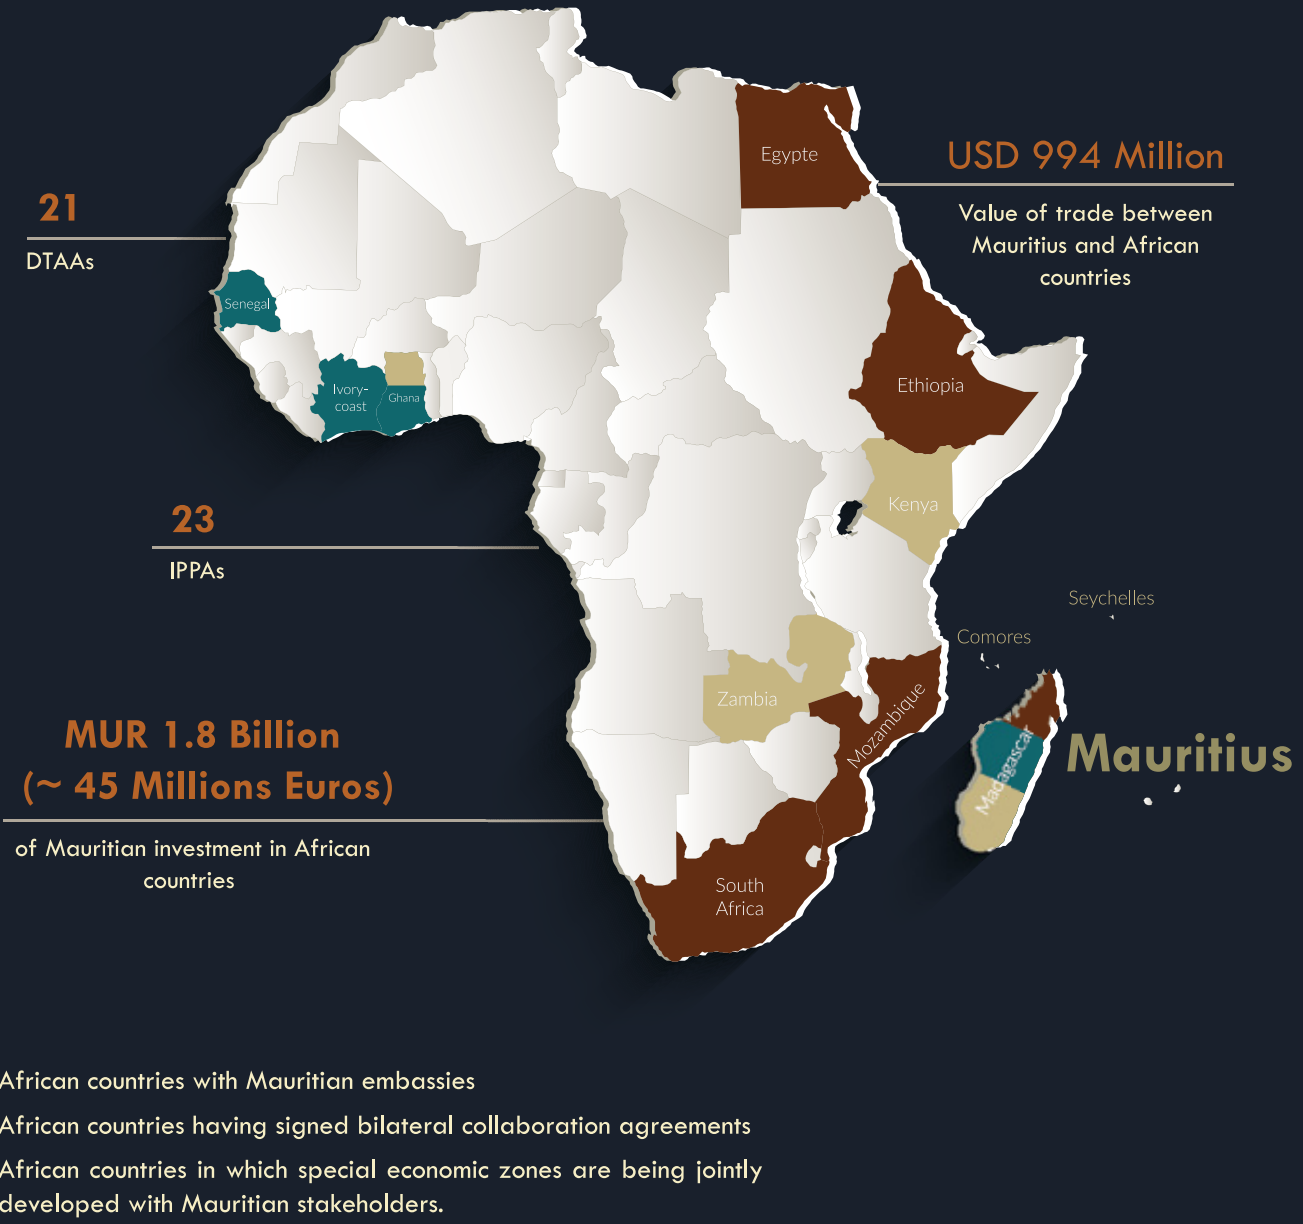 Egypte
USD 994 Million
Value of trade between
Mauritius and African
countries
21
DTAAs
Senegal
Ivory-
coast
Ghana
Ethiopia
Kenya
23
IPPAs
Seychelles
Comores
Zambia
Mozambique
Madagascar
Mauritius
MUR 1.8 Billion
(~ 45 Millions Euros)
of Mauritian investment in African
countries
South
Africa
African countries with Mauritian embassies
African countries having signed bilateral collaboration agreements
African countries in which special economic zones are being jointly
developed with Mauritian stakeholders.